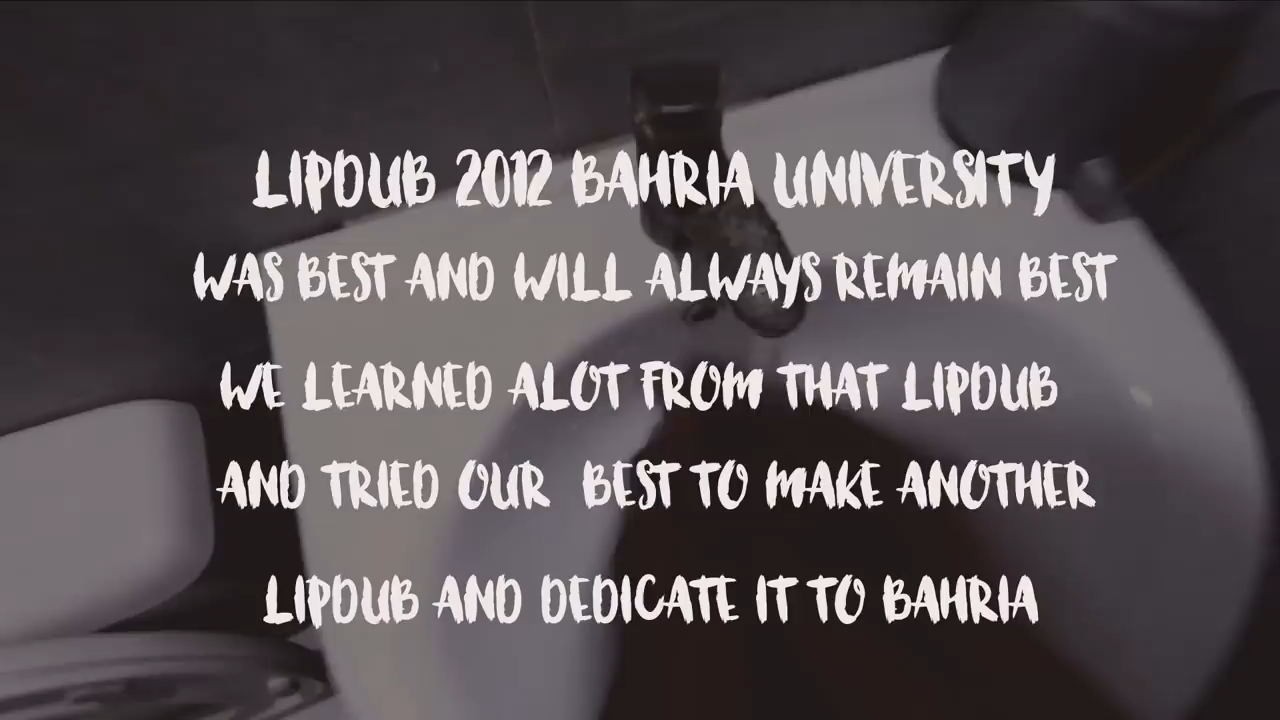 LIPDUB 2012 BAHRIA UNIVERSITY
WAS BEST AND WILL ALWAYS REMAIN BEST
WE LEARNED ALOT FROM THAT LIPDUB
AND TRIED OUR BEST TO MAKE ANOTHER
LIPDUB AND DEDICATE IT TO BAHRIA